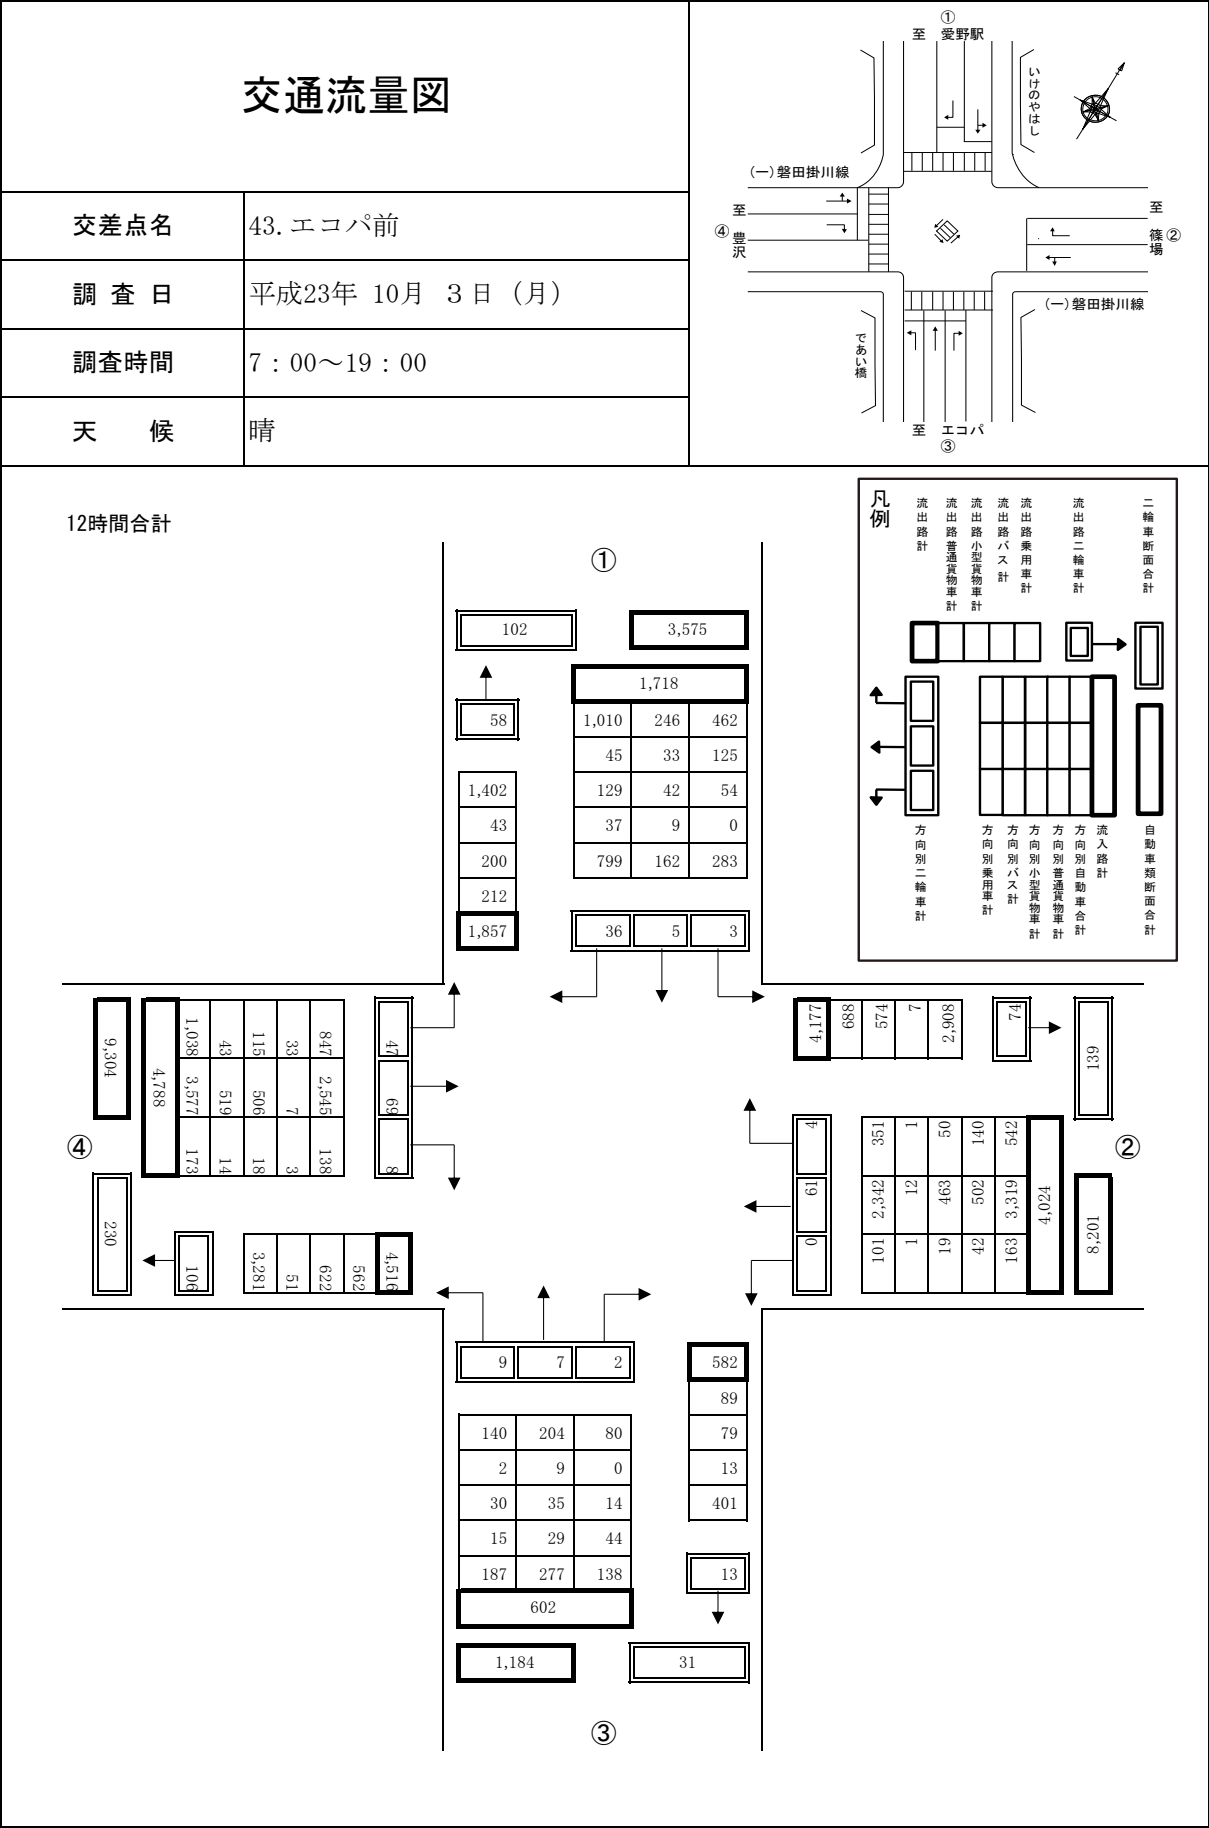 交通流量図
交差点名 43.エコパ前
調査日 平成23年 10月 3日 (月)
調査時間 7:00～19:00
天 候 晴
①
至 愛野駅
いけのやはし
(一)磐田掛川線
至 豊沢
④
至 篠場
②
(一)磐田掛川線
であい橋
至 エコパ
③
凡例
流出路計
流出路普通貨物車計
流出路小型貨物車計
流出路バス計
流出路乗用車計
流出路二輪車計
二輪車断面合計
方向別二輪車計
方向別乗用車計
方向別バス計
方向別小型貨物車計
方向別普通貨物車計
方向別自動車合計
流入路計
自動車類断面合計
12時間合計
①
102 3,575
1,718
58 1,010 246 462
45 33 125
1,402 129 42 54
43 37 9 0
200 799 162 283
212
1,857 36 5 3
9,304
4,788
1,038 43 115 33 847 47
3,577 519 506 7 2,545 69
173 14 18 3 138 8
④
230
106
3,281 51 622 562 4,516
4,177 688 574 7 2,908 74
139
4 351 1 50 140 542
61 2,342 12 463 502 3,319
0 101 1 19 42 163
4,024
②
8,201
9 7 2 582
89
140 204 80 79
2 9 0 13
30 35 14 401
15 29 44
187 277 138 13
602
1,184 31
③